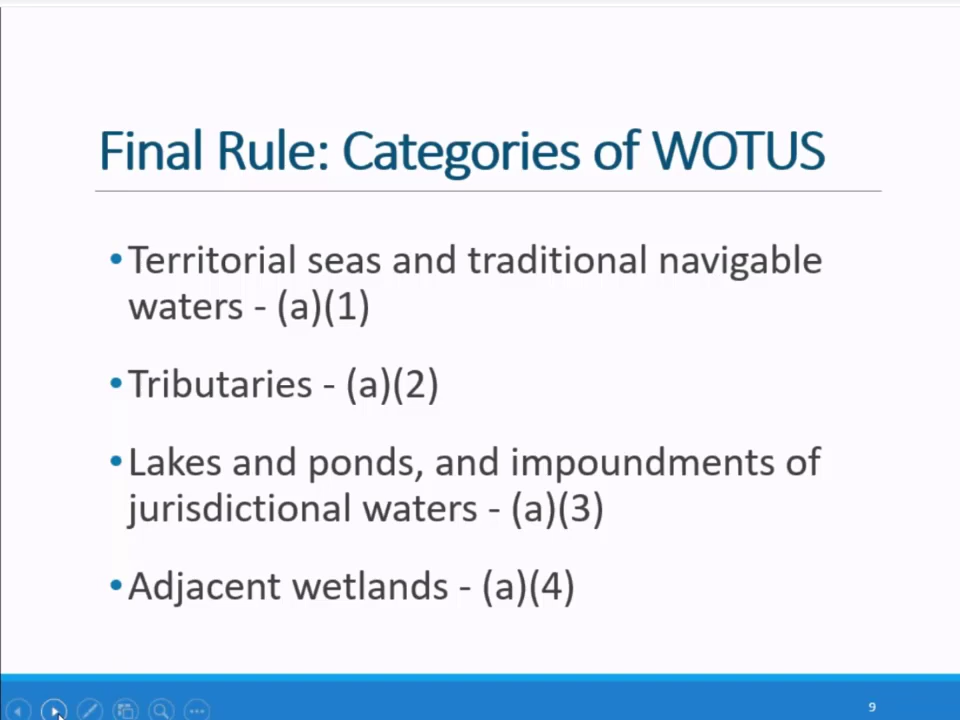 Final Rule: Categories of WOTUS
•Territorial seas and traditional navigable
waters - (a)(1)
•Tributaries - (a)(2)
•Lakes and ponds, and impoundments of
jurisdictional waters - (a)(3)
•Adjacent wetlands - (a)(4)
9